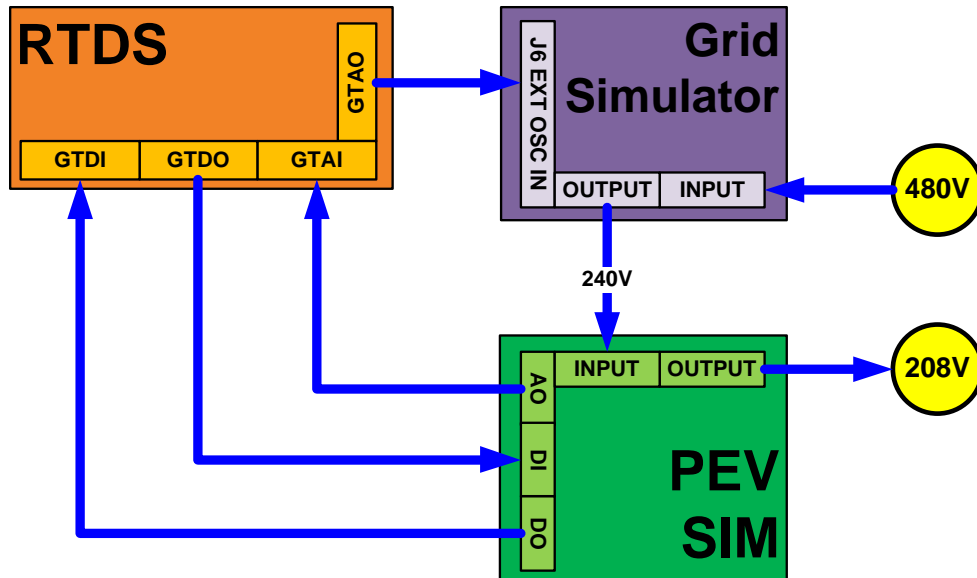 RTDS
GTAO
GTDI
GTDO
GTAI
Grid
Simulator
J6 EXT OSC IN
OUTPUT
INPUT
480V
240V
208V
INPUT
OUTPUT
AO
DI
DO
PEV
SIM